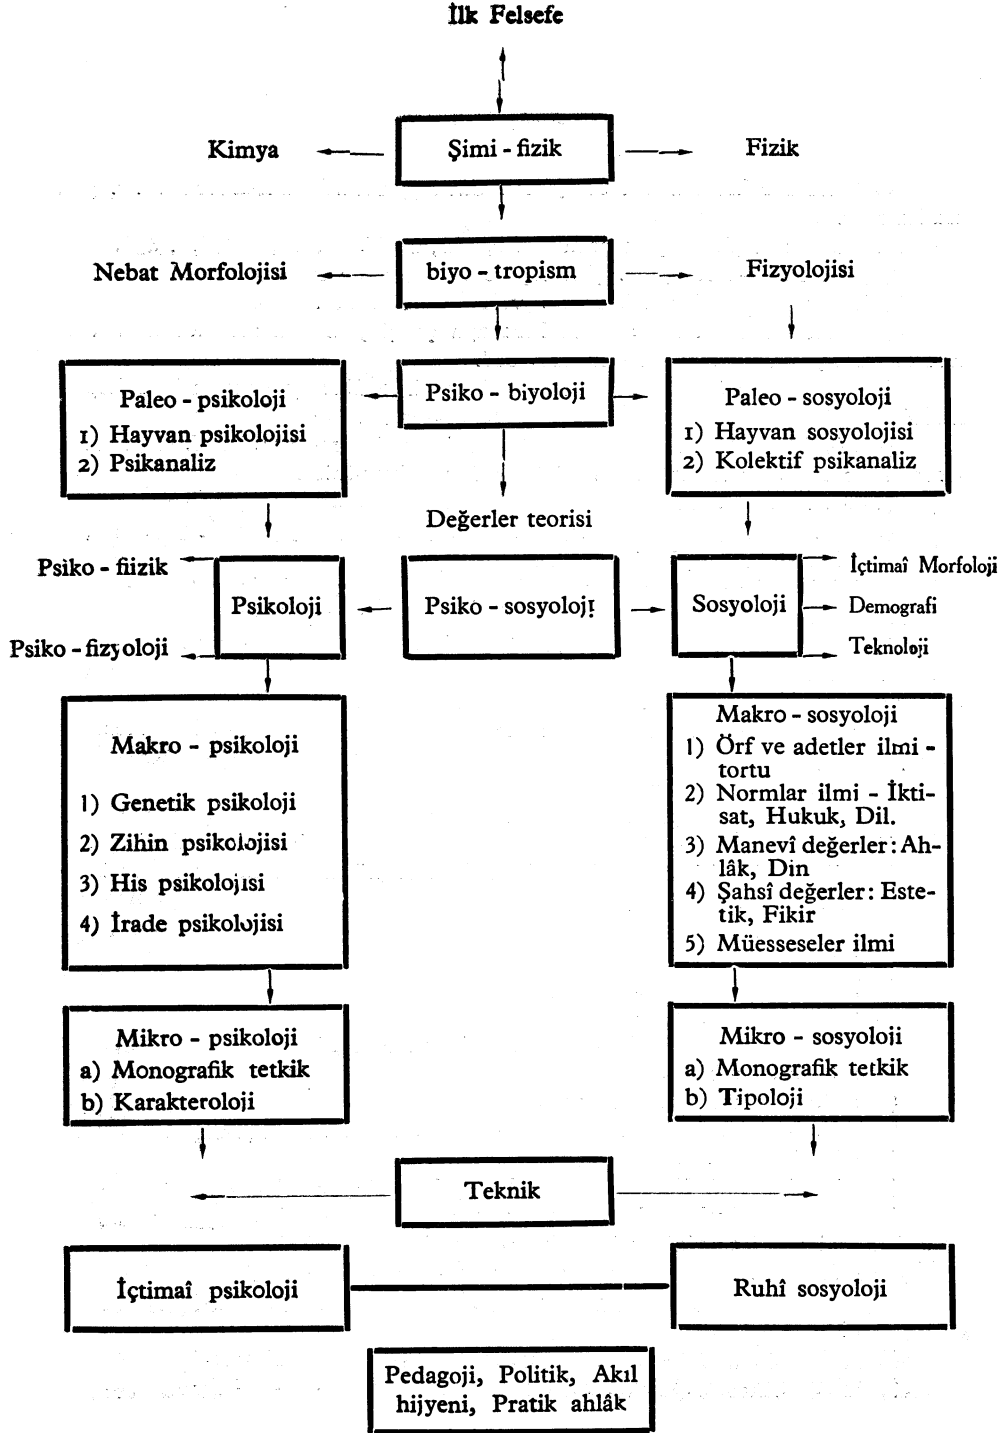 İlk Felsefe
Kimya
Şimi - fizik
Fizik
Nebat Morfolojisi
biyo - tropism
Fizyolojisi
Paleo - psikoloji
1) Hayvan psikolojisi
2) Psikanaliz
Psiko - biyoloji
Paleo - sosyoloji
1) Hayvan sosyolojisi
2) Kolektif psikanaliz
Değerler teorisi
Psiko - fiizik
Psiko - fizyoloji
Psikoloji
Psiko - sosyoloji
Sosyoloji
İçtimaî Morfoloji
Demografi
Teknoloji
Makro - psikoloji
1) Genetik psikoloji
2) Zihin psikolojisi
3) His psikolojisi
4) İrade psikolojisi
Makro - sosyoloji
1) Örf ve adetler ilmi -
tortu
2) Normlar ilmi - İkti-
sat, Hukuk, Dil.
3) Manevî değerler: Ah-
lâk, Din
4) Şahsî değerler: Este-
tik, Fikir
5) Müesseseler ilmi
Mikro - psikoloji
a) Monografik tetkik
b) Karakteroloji
Mikro - sosyoloji
a) Monografik tetkik
b) Tipoloji
Teknik
İçtimaî psikoloji
Ruhî sosyoloji
Pedagoji, Politik, Akıl
hijyeni, Pratik ahlâk